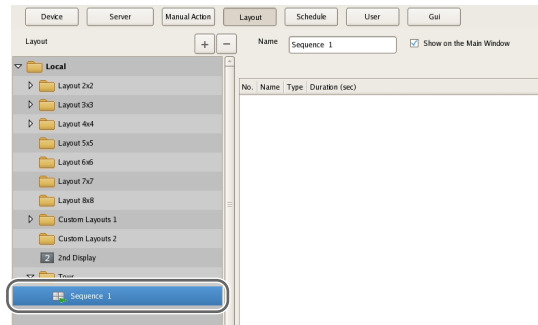 Device Server Manual Action Layout Schedule User Gui
Layout + − Name Sequence 1 Show on the Main Window
Local
Layout 2x2
No. Name Type Duration (sec)
Layout 3x3
Layout 4x4
Layout 5x5
Layout 6x6
Layout 7x7
Layout 8x8
Custom Layouts 1
Custom Layouts 2
2 2nd Display
Tour
Sequence 1